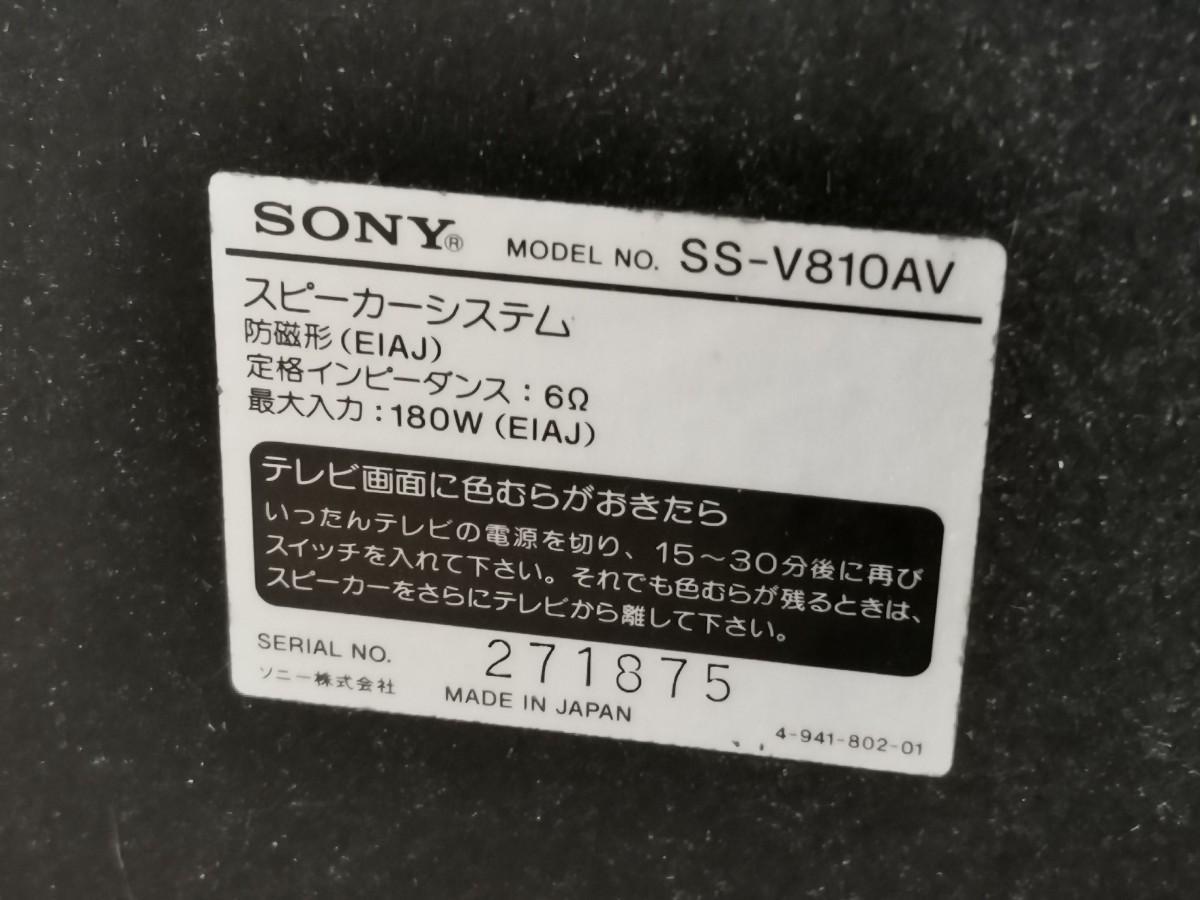 SONY® MODEL NO. SS-V810AV
スピーカーシステム
防磁形(EIAJ)
定格インピーダンス:6Ω
最大入力:180W(EIAJ)
テレビ画面に色むらがおきたら
いったんテレビの電源を切り、15~30分後に再び
スイッチを入れて下さい。それでも色むらが残るときは、
スピーカーをさらにテレビから離して下さい。
SERIAL NO. 271875
ソニー株式会社 MADE IN JAPAN
4-941-802-01